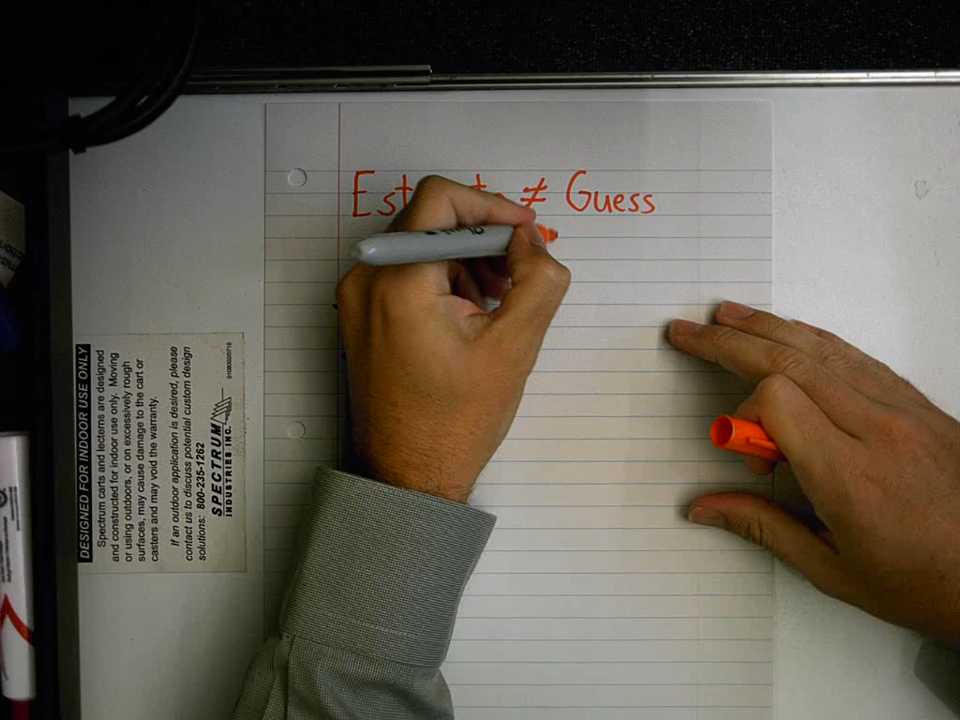 ≠ Guess
DESIGNED FOR INDOOR USE ONLY
Spectrum carts and lecterns are designed
and constructed for indoor use only. Moving
or using outdoors, or on excessively rough
surfaces, may cause damage to the cart or
casters and may void the warranty.
If an outdoor application is desired, please
contact us to discuss potential custom design
solutions: 800-235-1262
SPECTRUM
INDUSTRIES INC.